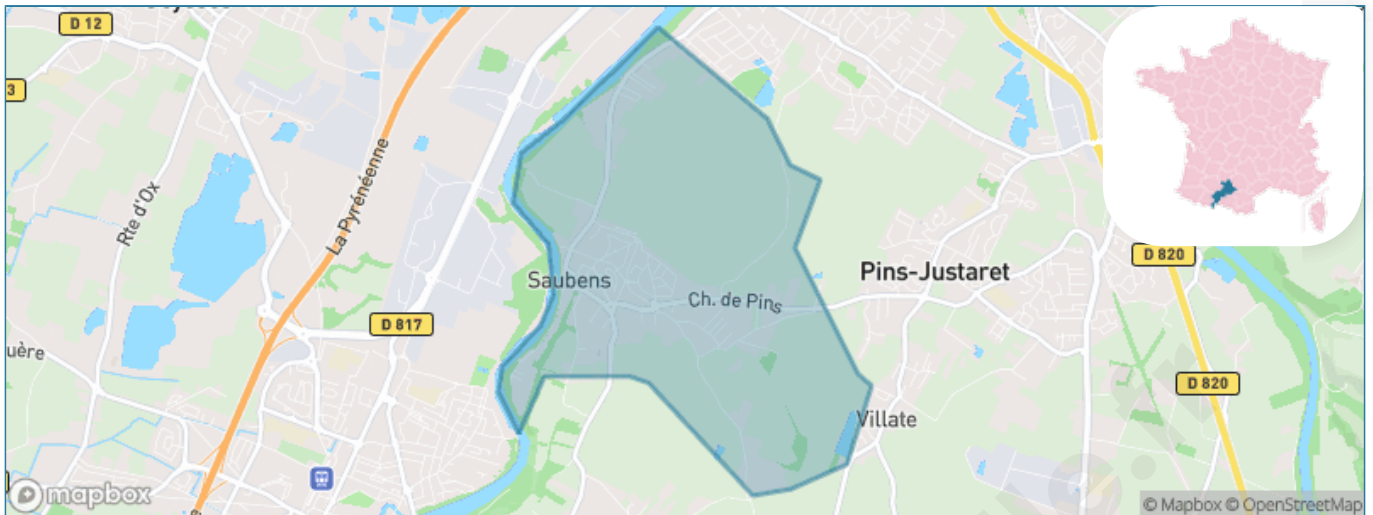 D 12
3
Rte d'Ox
La Pyrénéenne
Saubens
Ch. de Pins
Pins-Justaret
D 820
D 817
uère
D 820
Villate
mapbox
© Mapbox © OpenStreetMap